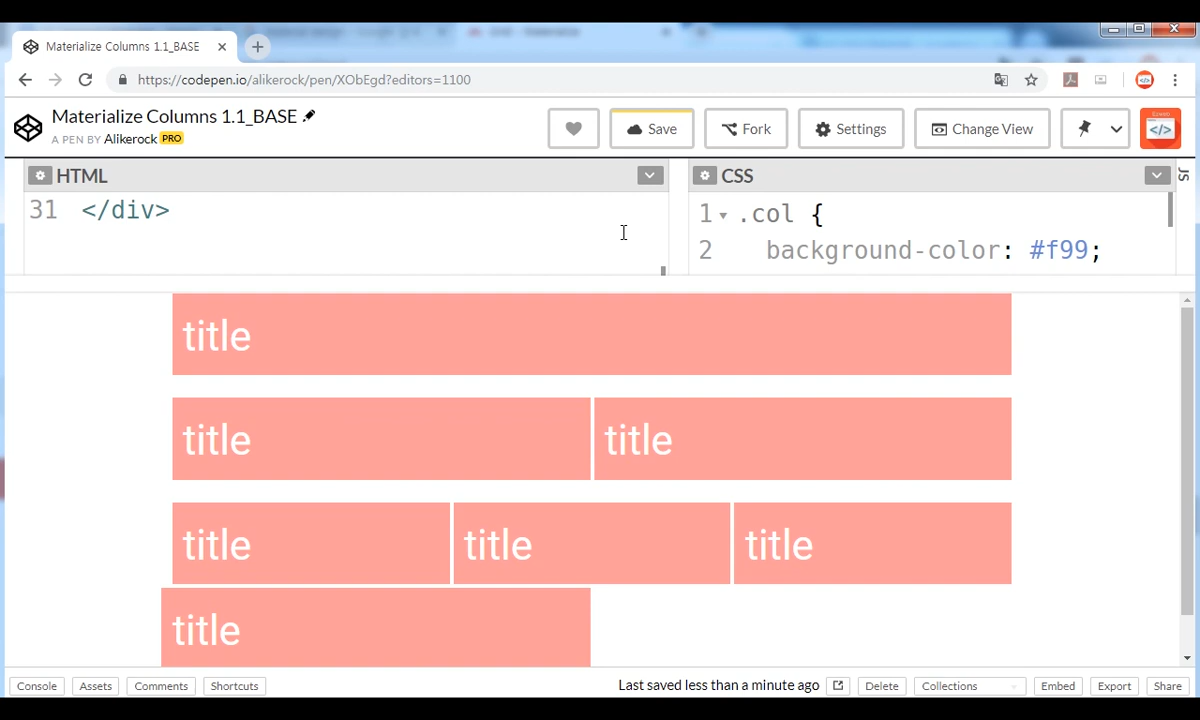 Materialize Columns 1.1_BASE
https://codepen.io/alikerock/pen/XObEgd?editors=1100
Materialize Columns 1.1_BASE
A PEN BY Alikerock PRO
Save
Fork
Settings
Change View
HTML
CSS
JS
31 </div>
1 .col {
2 background-color: #f99;
title
title title
title title title
title
Console
Assets
Comments
Shortcuts
Last saved less than a minute ago
Delete
Collections
Embed
Export
Share